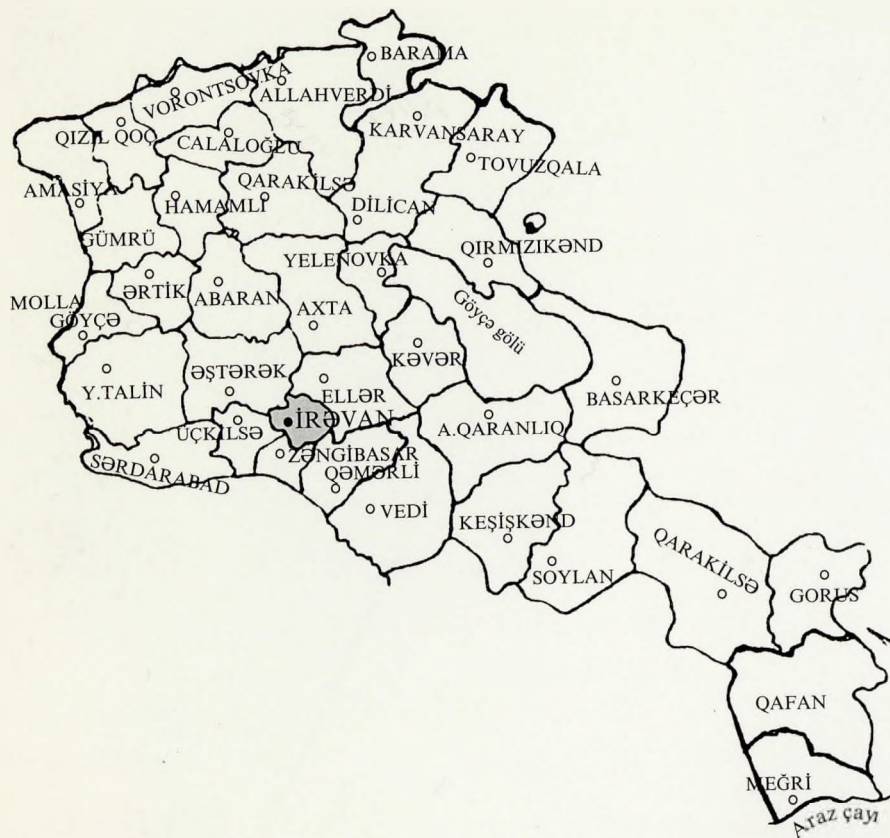 BARAMA
VORONTSOVKA
ALLAHVERDİ
QIZIL QOÇ
CALALOĞLU
KARVANSARAY
TOVUZQALA
AMASİYA
HAMAMLI
QARAKİLSƏ
DİLİCAN
GÜMRÜ
YELENOVKA
QIRMIZIKƏND
ƏRTİK
ABARAN
MOLLA
GÖYÇƏ
AXTA
Göyçə gölü
KƏVƏR
Y.TALİN
ƏŞTƏRƏK
ELLƏR
BASARKEÇƏR
ÜÇKİLSƏ
İRƏVAN
A.QARANLIQ
SƏRDARABAD
ZƏNGİBASAR
QƏMƏRLİ
VEDİ
KEŞİŞKƏND
SOYLAN
QARAKİLSƏ
GORUS
QAFAN
MEĞRİ
Araz çayı